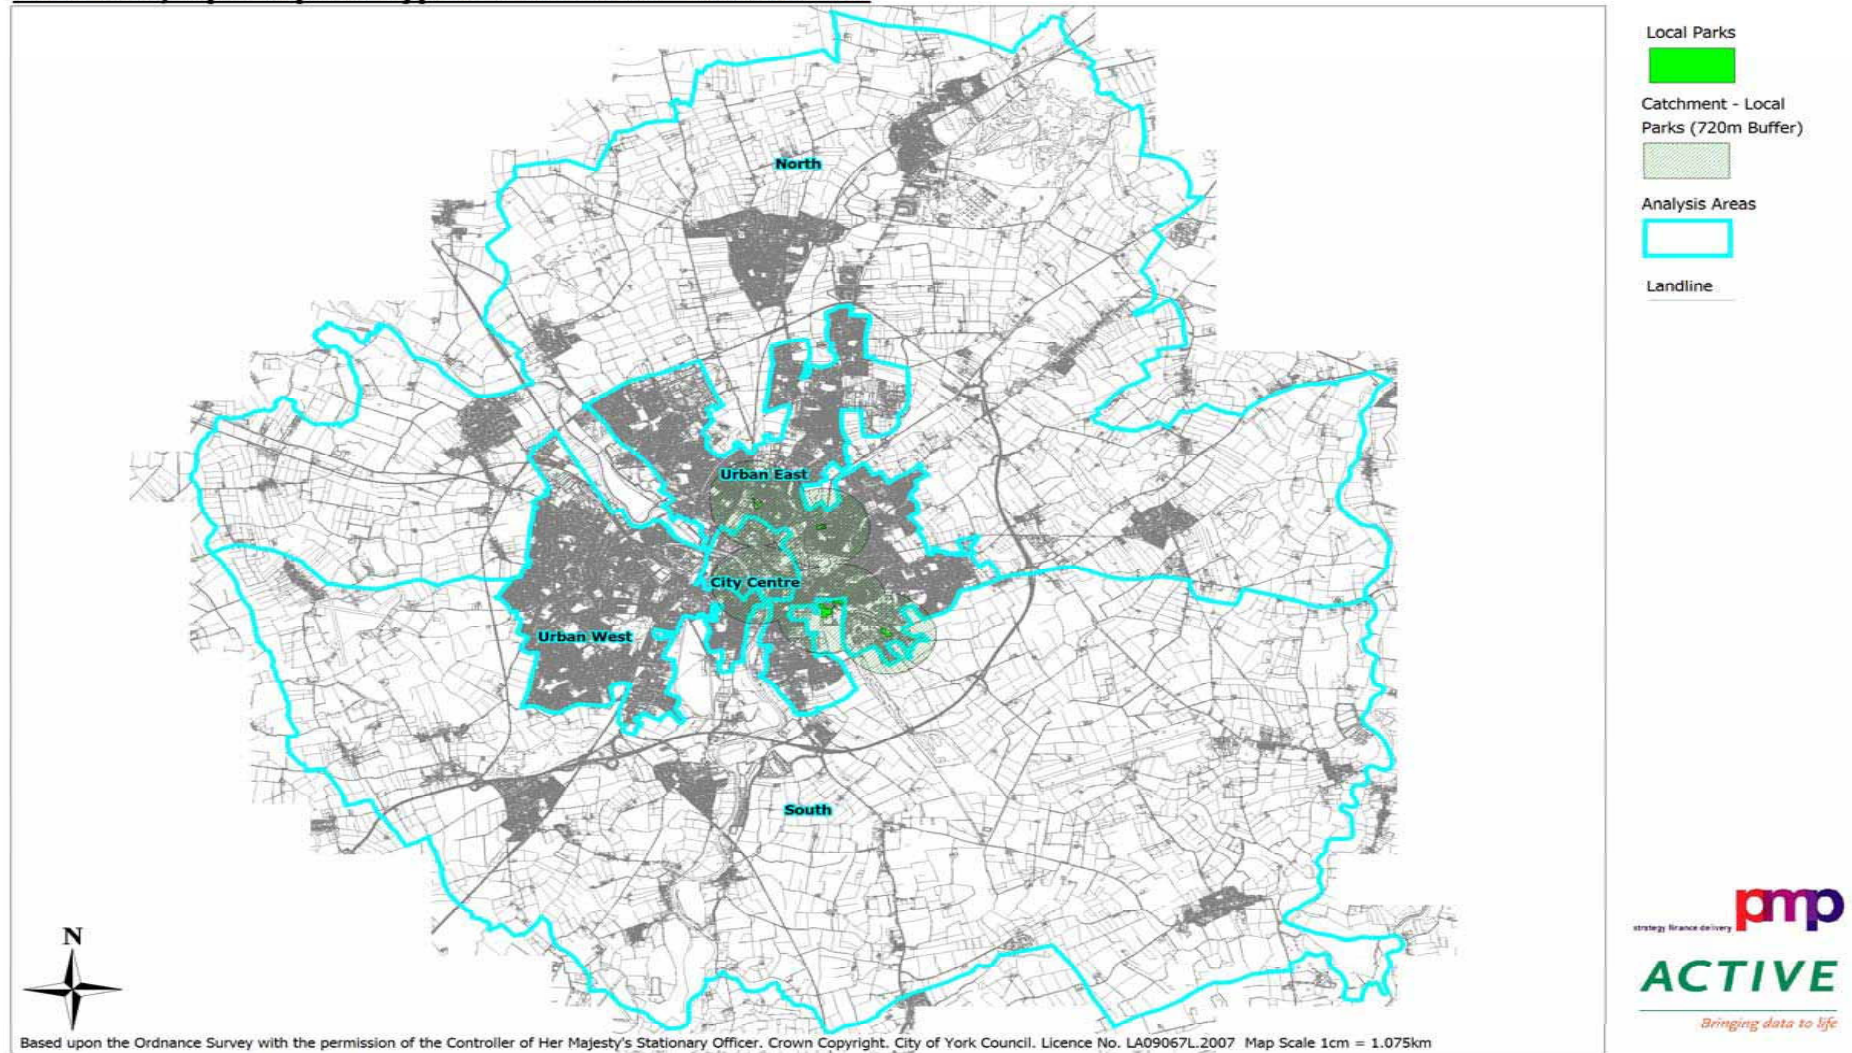 Local Parks
Catchment - Local
Parks (720m Buffer)
Analysis Areas
Landline
North
Urban East
City Centre
Urban West
South
N
pmp
strategy finance delivery
ACTIVE
Bringing data to life
Based upon the Ordnance Survey with the permission of the Controller of Her Majesty's Stationary Officer. Crown Copyright. City of York Council. Licence No. LA09067L.2007 Map Scale 1cm = 1.075km